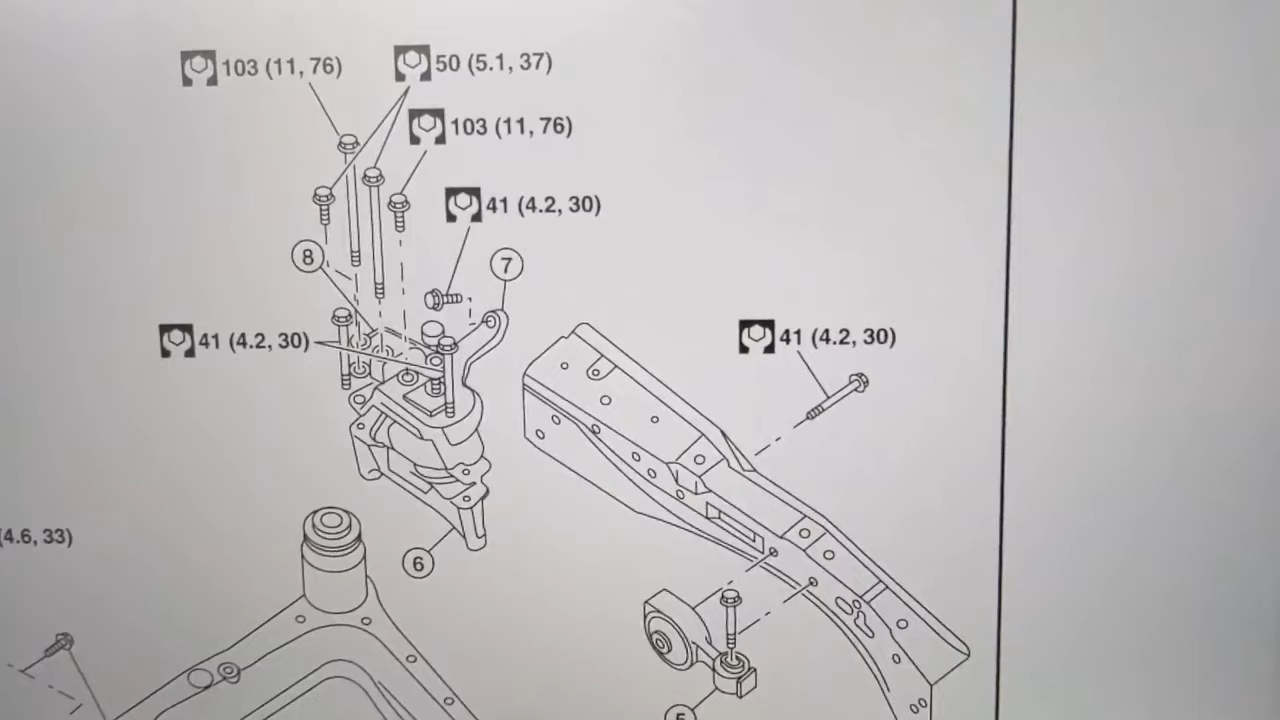 103 (11, 76)
50 (5.1, 37)
103 (11, 76)
41 (4.2, 30)
8
7
41 (4.2, 30)
41 (4.2, 30)
(4.6, 33)
6
5